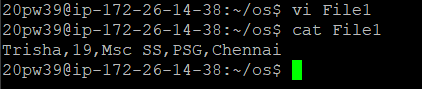 20pw39@ip-172-26-14-38:~/os$ vi File1
20pw39@ip-172-26-14-38:~/os$ cat File1
Trisha,19,Msc SS,PSG,Chennai
20pw39@ip-172-26-14-38:~/os$